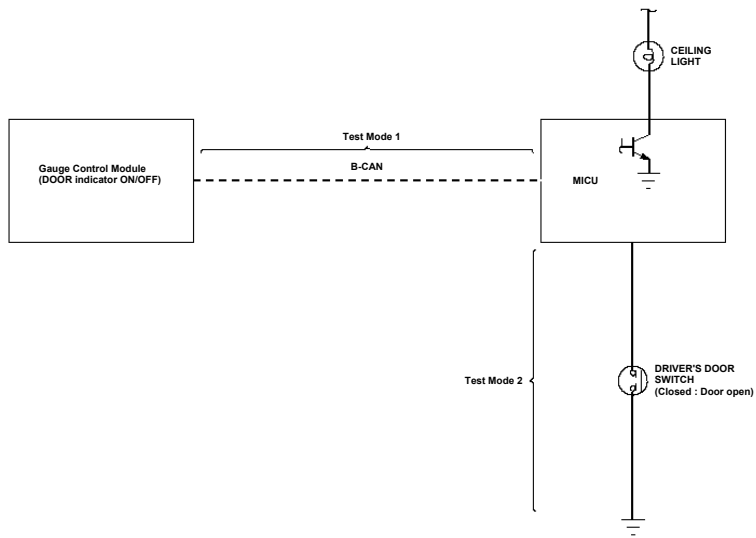 CEILING
LIGHT
Test Mode 1
Gauge Control Module
(DOOR indicator ON/OFF)
B-CAN
MICU
Test Mode 2
DRIVER'S DOOR
SWITCH
(Closed : Door open)